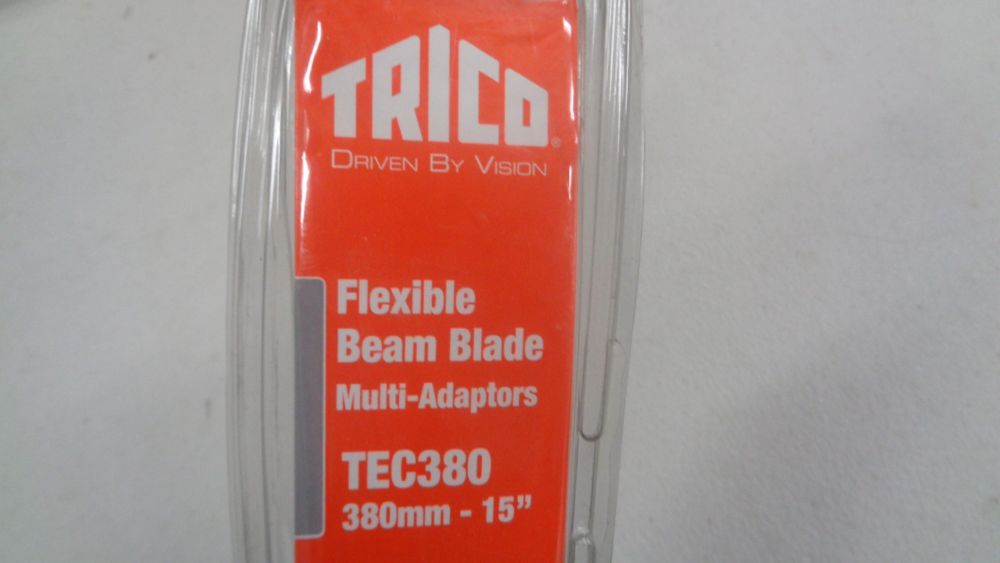 TRICO®
DRIVEN BY VISION
Flexible
Beam Blade
Multi-Adaptors
TEC380
380mm - 15”